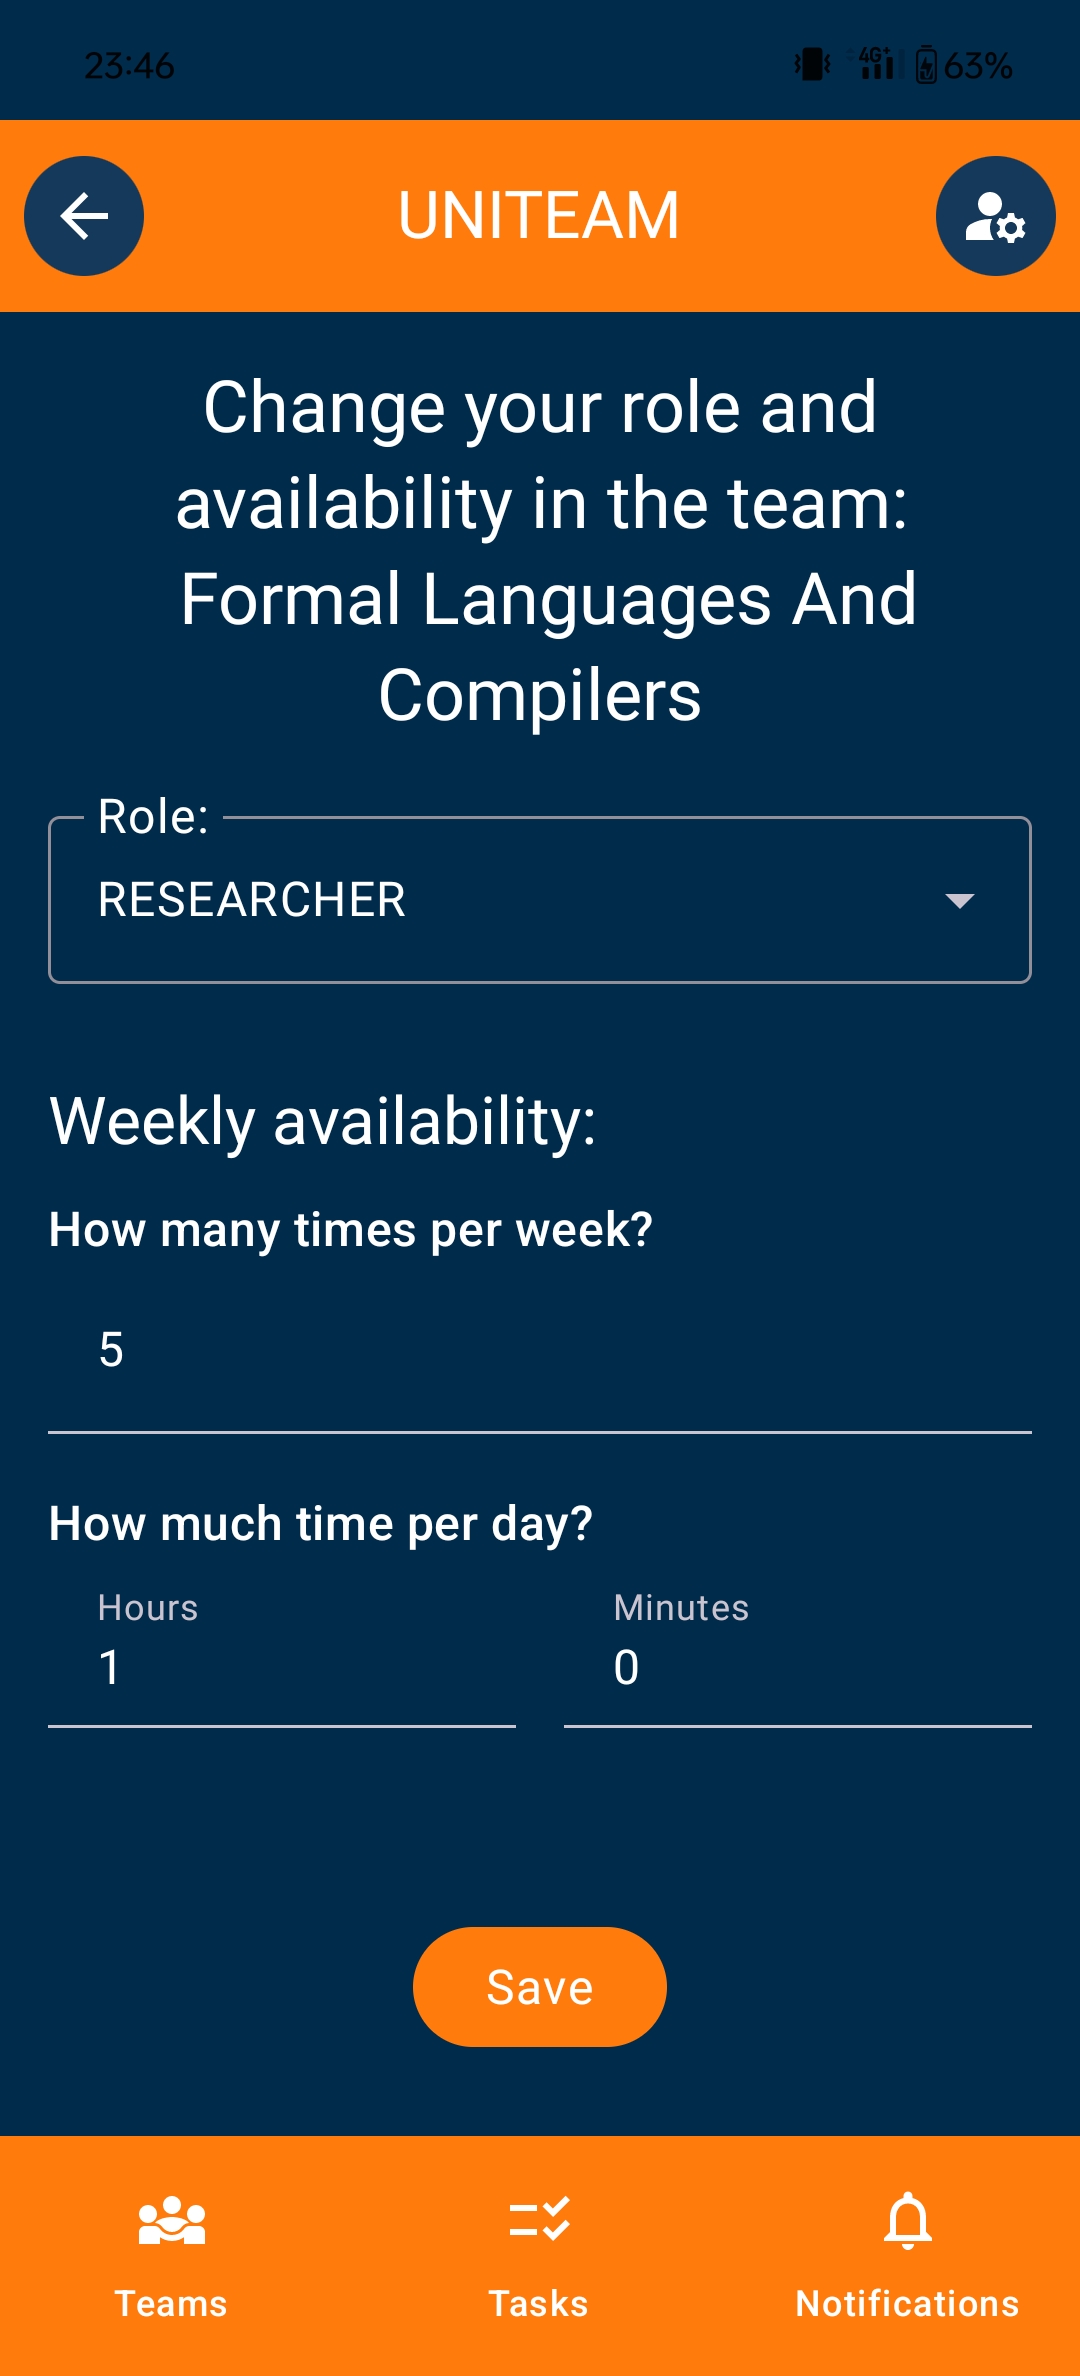 23:46
4G+
63%
UNITEAM
Change your role and
availability in the team:
Formal Languages And
Compilers
Role:
RESEARCHER
Weekly availability:
How many times per week?
5
How much time per day?
Hours
Minutes
1
0
Save
Teams
Tasks
Notifications